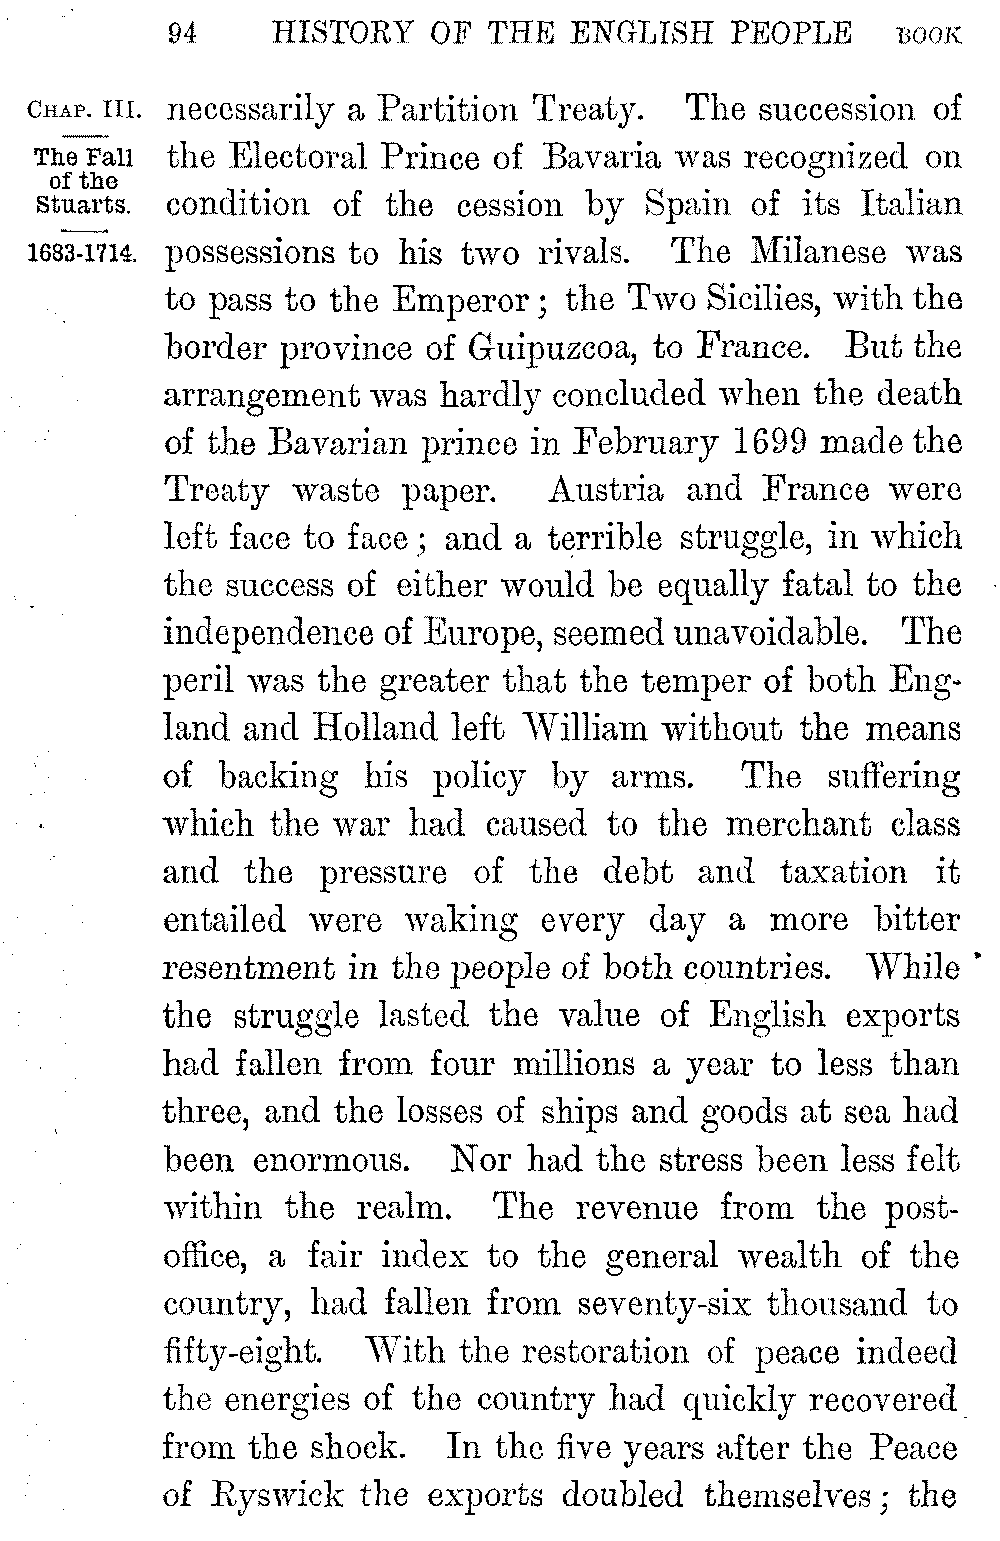 94 HISTORY OF THE ENGLISH PEOPLE BOOK
CHAP. III.
The Fall
of the
Stuarts.
1683-1714.
necessarily a Partition Treaty. The succession of
the Electoral Prince of Bavaria was recognized on
condition of the cession by Spain of its Italian
possessions to his two rivals. The Milanese was
to pass to the Emperor; the Two Sicilies, with the
border province of Guipuzcoa, to France. But the
arrangement was hardly concluded when the death
of the Bavarian prince in February 1699 made the
Treaty waste paper. Austria and France were
left face to face; and a terrible struggle, in which
the success of either would be equally fatal to the
independence of Europe, seemed unavoidable. The
peril was the greater that the temper of both Eng-
land and Holland left William without the means
of backing his policy by arms. The suffering
which the war had caused to the merchant class
and the pressure of the debt and taxation it
entailed were waking every day a more bitter
resentment in the people of both countries. While
the struggle lasted the value of English exports
had fallen from four millions a year to less than
three, and the losses of ships and goods at sea had
been enormous. Nor had the stress been less felt
within the realm. The revenue from the post-
office, a fair index to the general wealth of the
country, had fallen from seventy-six thousand to
fifty-eight. With the restoration of peace indeed
the energies of the country had quickly recovered
from the shock. In the five years after the Peace
of Ryswick the exports doubled themselves; the